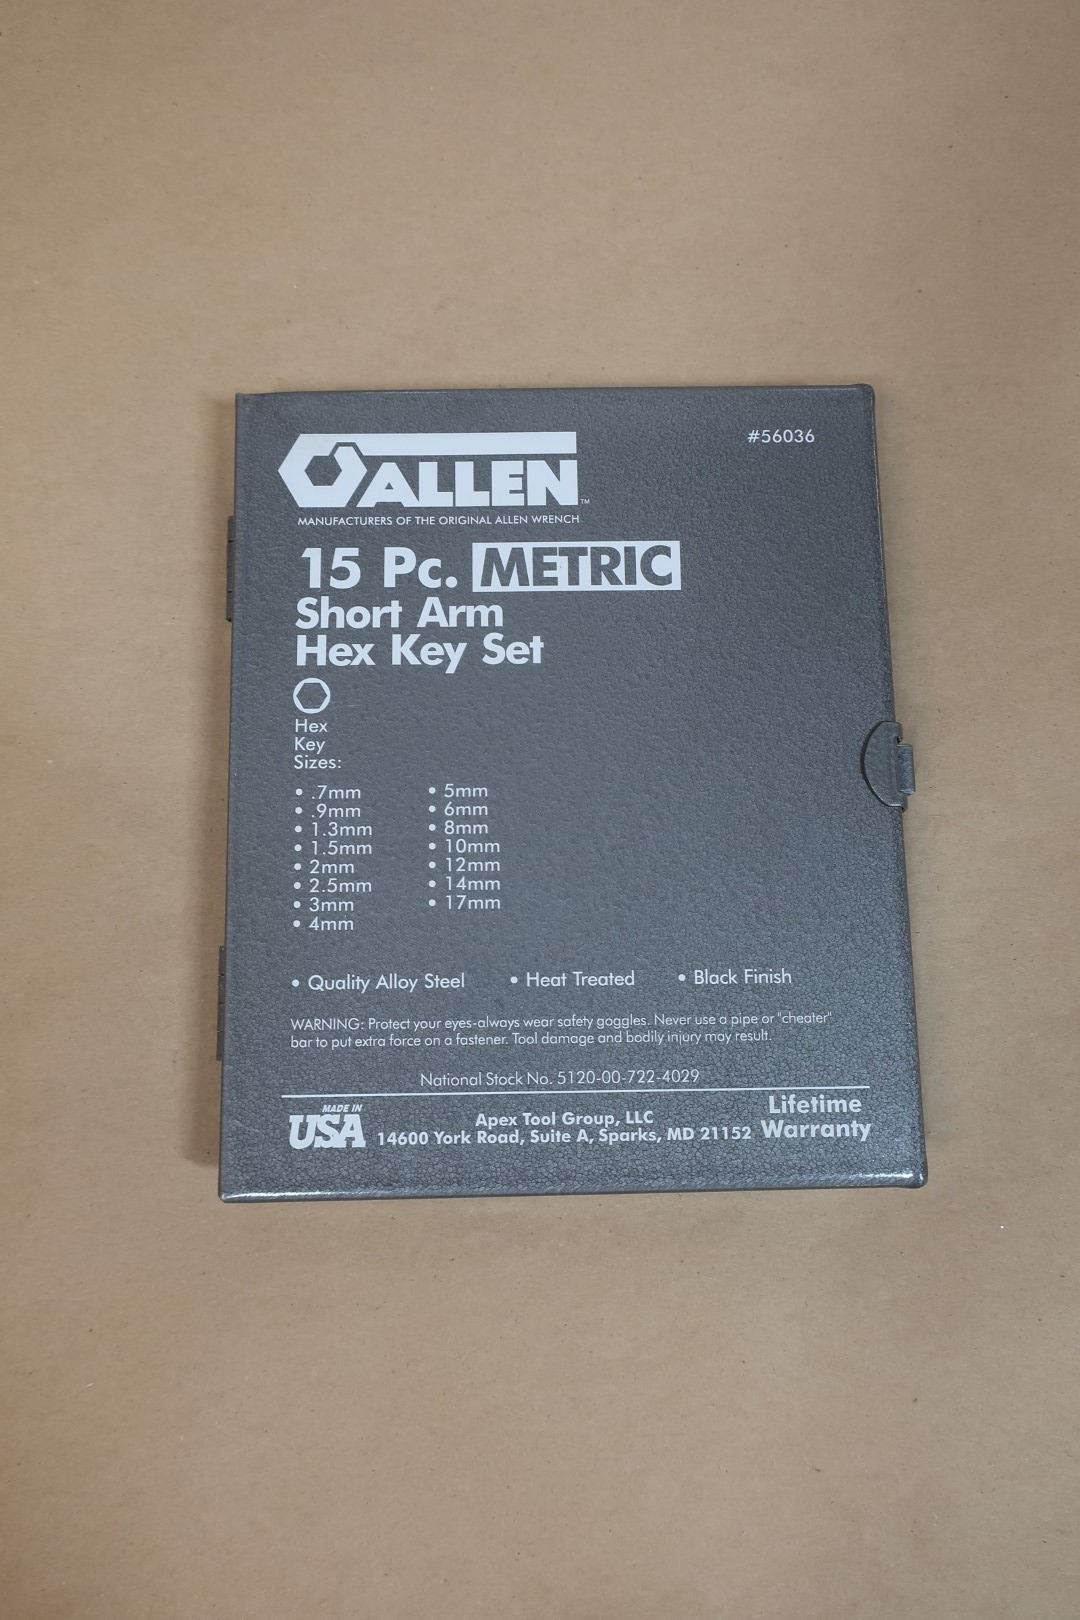 #56036
ALLEN™
MANUFACTURERS OF THE ORIGINAL ALLEN WRENCH
15 Pc. METRIC
Short Arm
Hex Key Set
Hex
Key
Sizes:
• .7mm
• .9mm
• 1.3mm
• 1.5mm
• 2mm
• 2.5mm
• 3mm
• 4mm
• 5mm
• 6mm
• 8mm
• 10mm
• 12mm
• 14mm
• 17mm
• Quality Alloy Steel • Heat Treated • Black Finish
WARNING: Protect your eyes-always wear safety goggles. Never use a pipe or "cheater"
bar to put extra force on a fastener. Tool damage and bodily injury may result.
National Stock No. 5120-00-722-4029
MADE IN
USA
Apex Tool Group, LLC
14600 York Road, Suite A, Sparks, MD 21152
Lifetime
Warranty